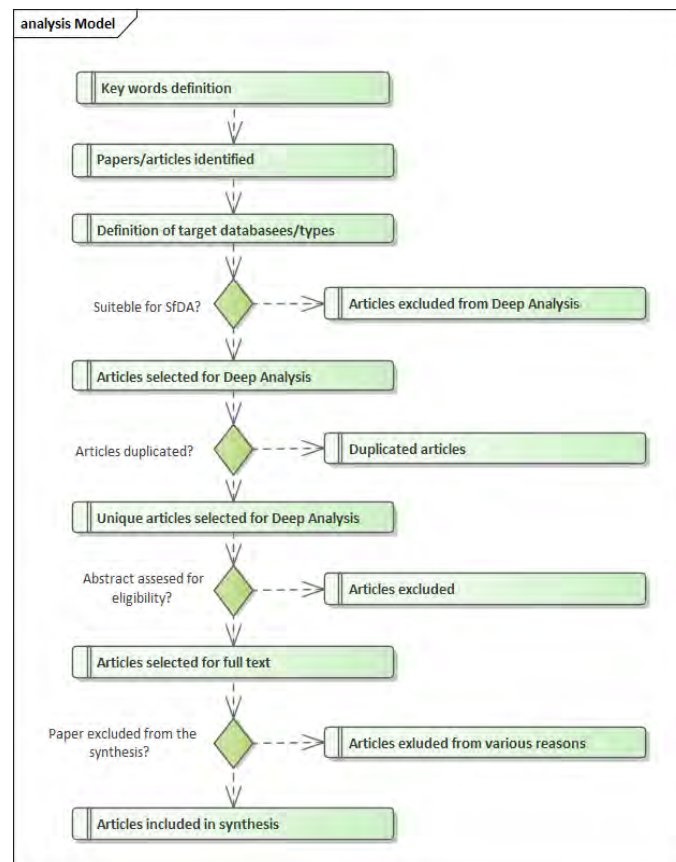 analysis Model
Key words definition
Papers/articles identified
Definition of target databasees/types
Suiteble for SfDA?
Articles excluded from Deep Analysis
Articles selected for Deep Analysis
Articles duplicated?
Duplicated articles
Unique articles selected for Deep Analysis
Abstract assesed for
eligibility?
Articles excluded
Articles selected for full text
Paper excluded from the
synthesis?
Articles exluded from various reasons
Articles included in synthesis